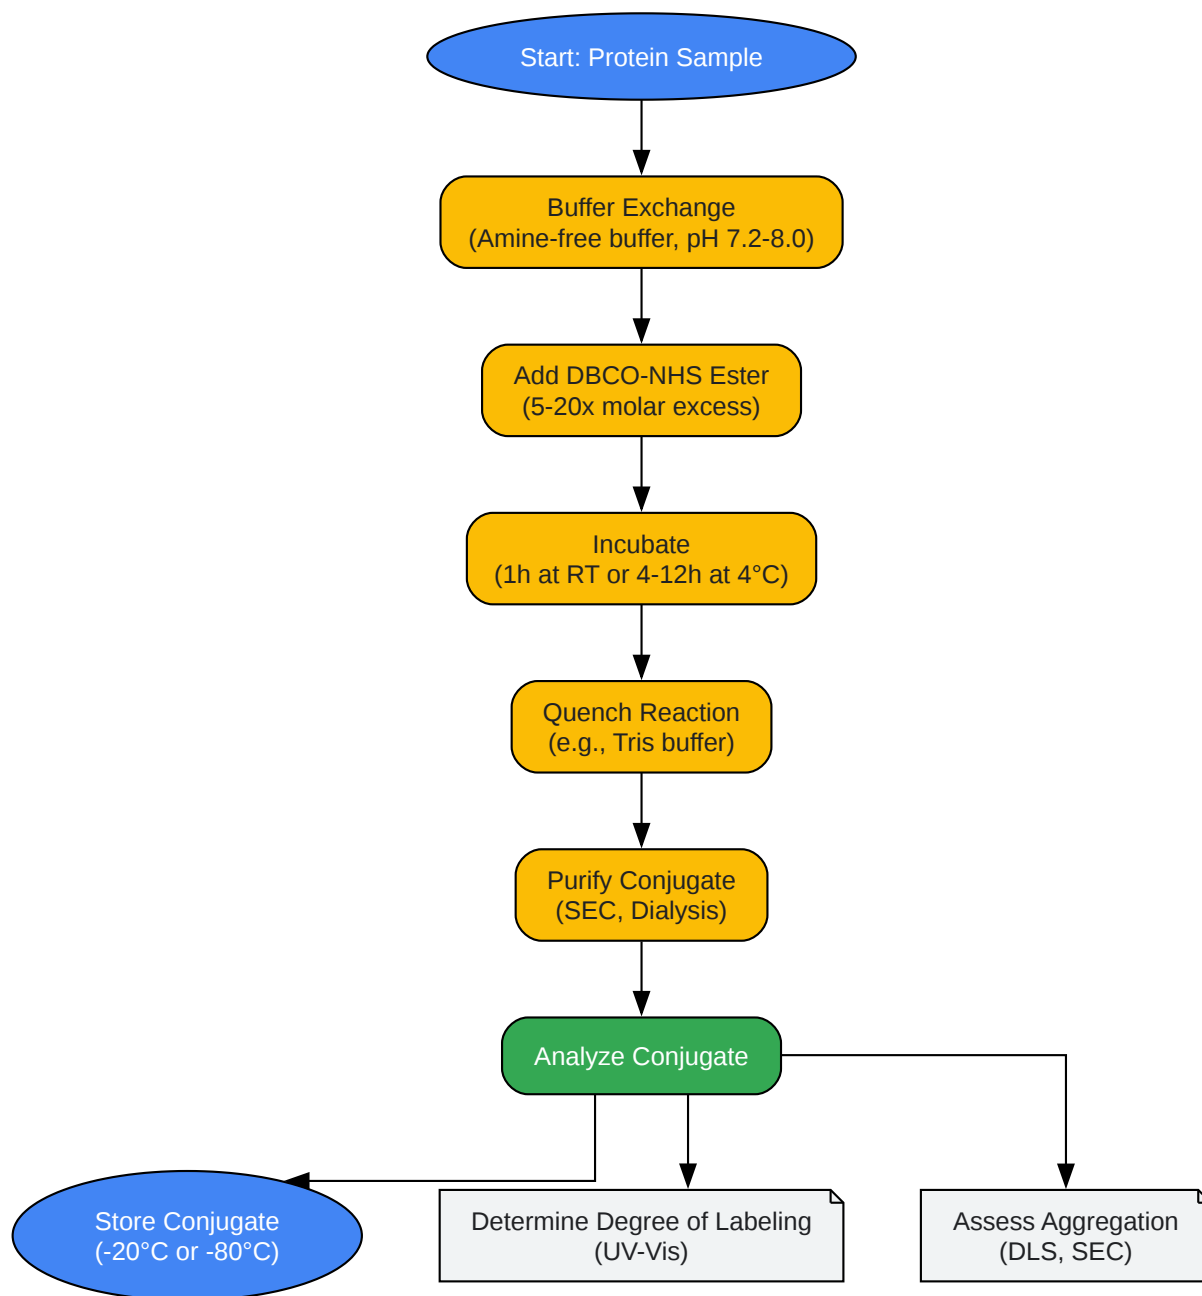 Start: Protein Sample
Buffer Exchange
(Amine-free buffer, pH 7.2-8.0)
Add DBCO-NHS Ester
(5-20x molar excess)
Incubate
(1h at RT or 4-12h at 4°C)
Quench Reaction
(e.g., Tris buffer)
Purify Conjugate
(SEC, Dialysis)
Analyze Conjugate
Store Conjugate
(-20°C or -80°C)
Determine Degree of Labeling
(UV-Vis)
Assess Aggregation
(DLS, SEC)